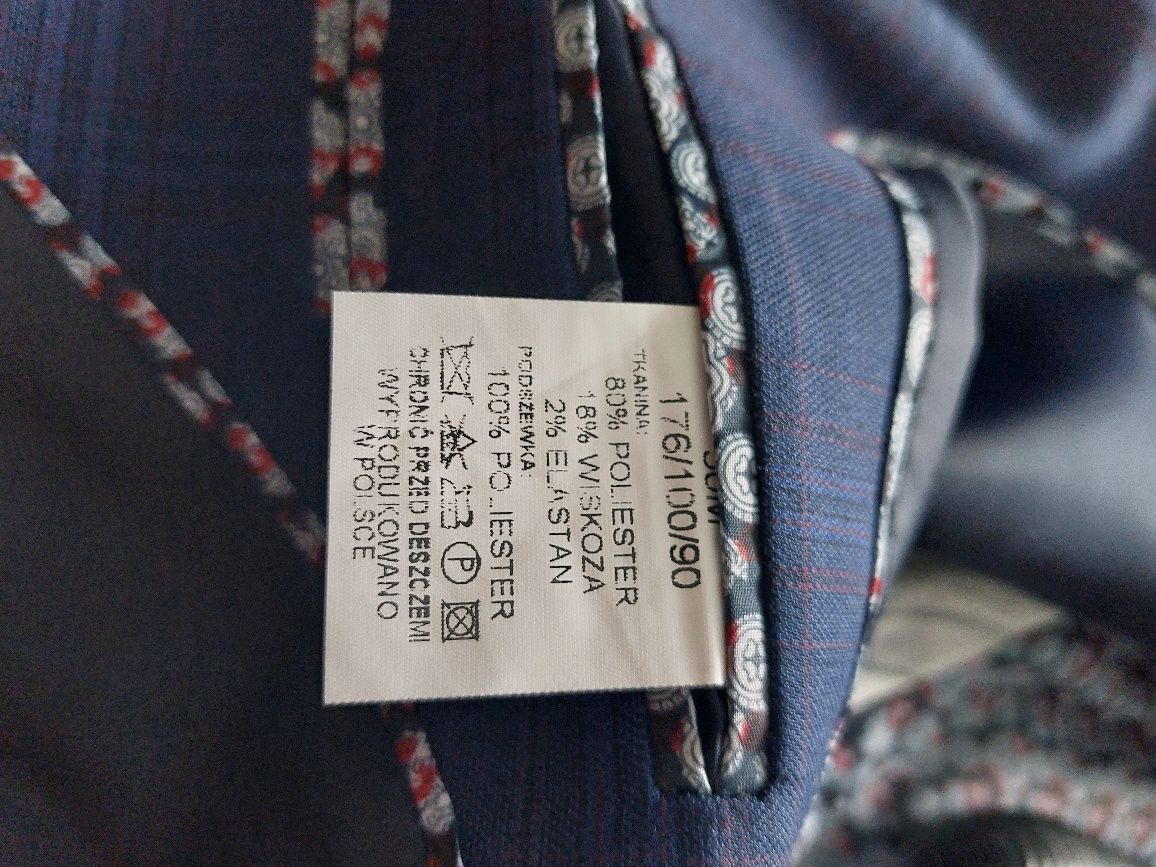 176/100/90
TKANINA:
80% POLIESTER
18% WISKOZA
2% ELASTAN
PODSZEWKA:
100% POLIESTER
P
CHRONIĆ PRZED DESZCZEM!
WYPRODUKOWANO
W POLSCE